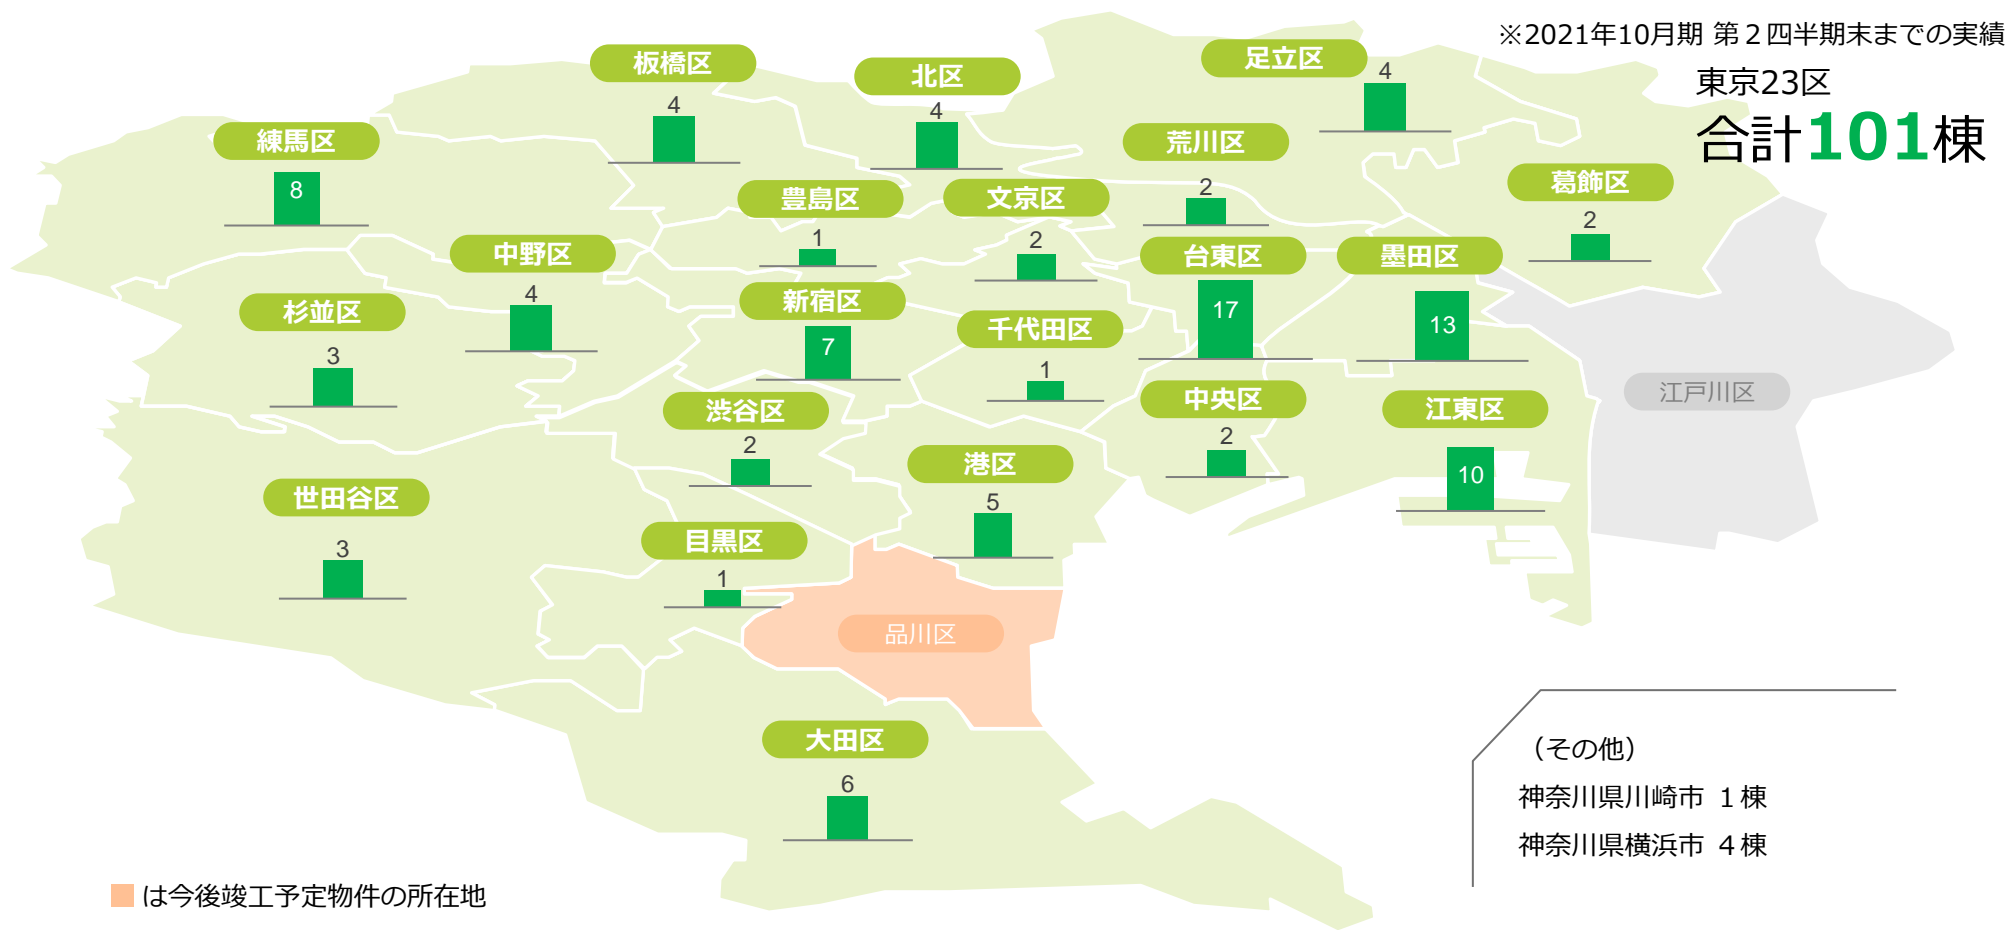 ※2021年10月期 第２四半期末までの実績
東京23区
合計101棟
板橋区
4
北区
4
足立区
4
練馬区
8
荒川区
2
葛飾区
2
豊島区
1
文京区
2
中野区
4
台東区
17
墨田区
13
杉並区
3
新宿区
7
千代田区
1
江戸川区
渋谷区
2
中央区
2
江東区
10
世田谷区
3
港区
5
目黒区
1
品川区
大田区
6
（その他）
神奈川県川崎市 １棟
神奈川県横浜市 ４棟
は今後竣工予定物件の所在地